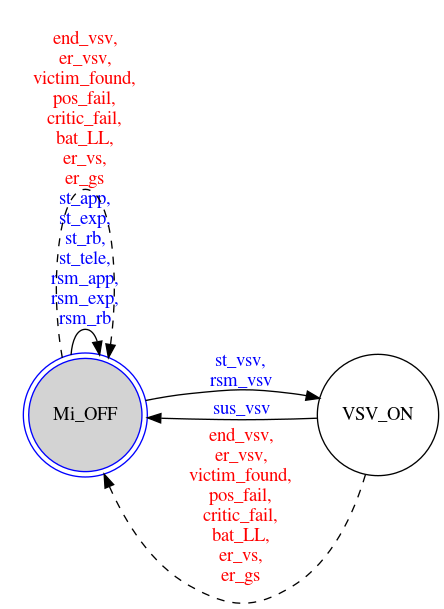 end_vsv,
er_vsv,
victim_found,
pos_fail,
critic_fail,
bat_LL,
er_vs,
er_gs
st_app,
st_exp,
st_rb,
st_tele,
rsm_app,
rsm_exp,
rsm_rb
Mi_OFF
st_vsv,
rsm_vsv
sus_vsv
end_vsv,
er_vsv,
victim_found,
pos_fail,
critic_fail,
bat_LL,
er_vs,
er_gs
VSV_ON